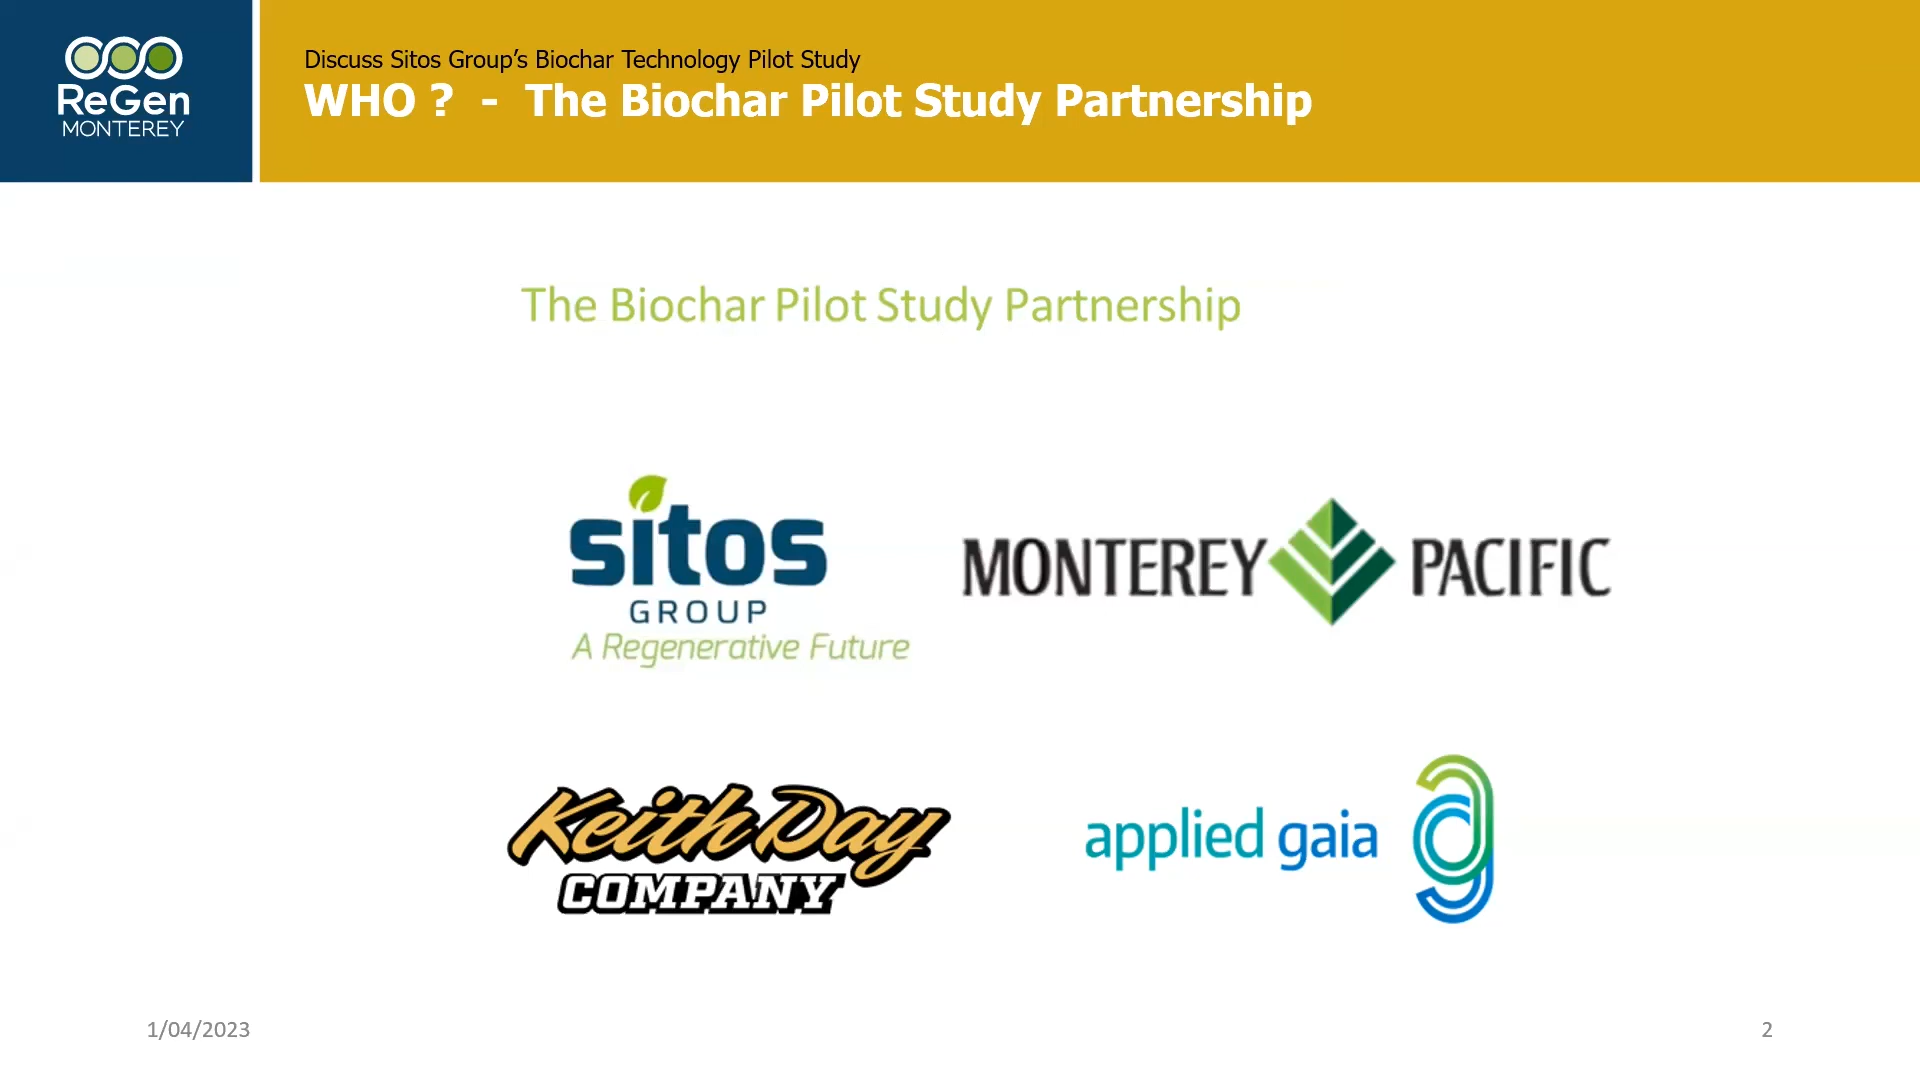 ReGen
MONTEREY
Discuss Sitos Group's Biochar Technology Pilot Study
WHO ? - The Biochar Pilot Study Partnership
The Biochar Pilot Study Partnership
sitos
GROUP
A Regenerative Future
MONTEREY PACIFIC
Keith Day
COMPANY
applied gaia
1/04/2023
2